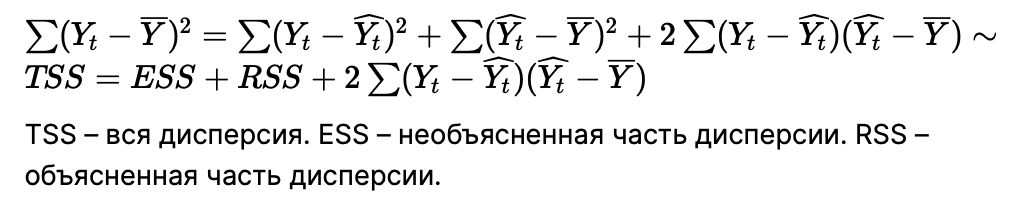 ∑(Yₜ − Y̅)² = ∑(Yₜ − Ŷₜ)² + ∑(Ŷₜ − Y̅)² + 2 ∑(Yₜ − Ŷₜ)(Ŷₜ − Y̅) ∼
TSS = ESS + RSS + 2 ∑(Yₜ − Ŷₜ)(Ŷₜ − Y̅)
TSS – вся дисперсия. ESS – необъясненная часть дисперсии. RSS –
объясненная часть дисперсии.